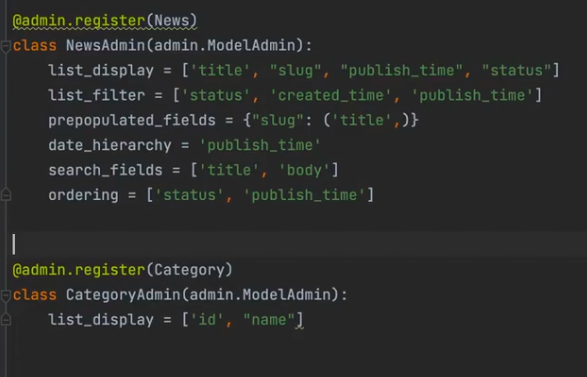 @admin.register(News)
class NewsAdmin(admin.ModelAdmin):
    list_display = ['title', "slug", "publish_time", "status"]
    list_filter = ['status', 'created_time', 'publish_time']
    prepopulated_fields = {"slug": ('title',)}
    date_hierarchy = 'publish_time'
    search_fields = ['title', 'body']
    ordering = ['status', 'publish_time']
@admin.register(Category)
class CategoryAdmin(admin.ModelAdmin):
    list_display = ['id', "name"]